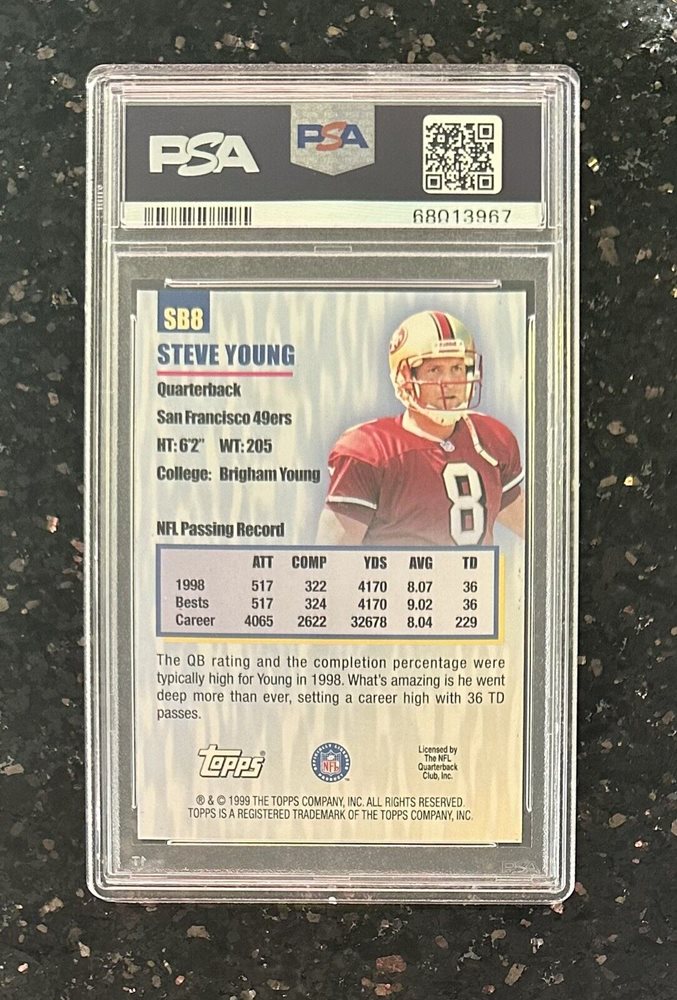 PSA PSA
68013967
SB8
STEVE YOUNG
Quarterback
San Francisco 49ers
HT: 6'2" WT: 205
College: Brigham Young
8
NFL Passing Record
ATT COMP YDS AVG TD
1998 517 322 4170 8.07 36
Bests 517 324 4170 9.02 36
Career 4065 2622 32678 8.04 229
The QB rating and the completion percentage were
typically high for Young in 1998. What's amazing is he went
deep more than ever, setting a career high with 36 TD
passes.
Topps®
NFL
Licensed by
The NFL
Quarterback
Club, Inc.
® & © 1999 THE TOPPS COMPANY, INC. ALL RIGHTS RESERVED.
TOPPS IS A REGISTERED TRADEMARK OF THE TOPPS COMPANY, INC.
PSA